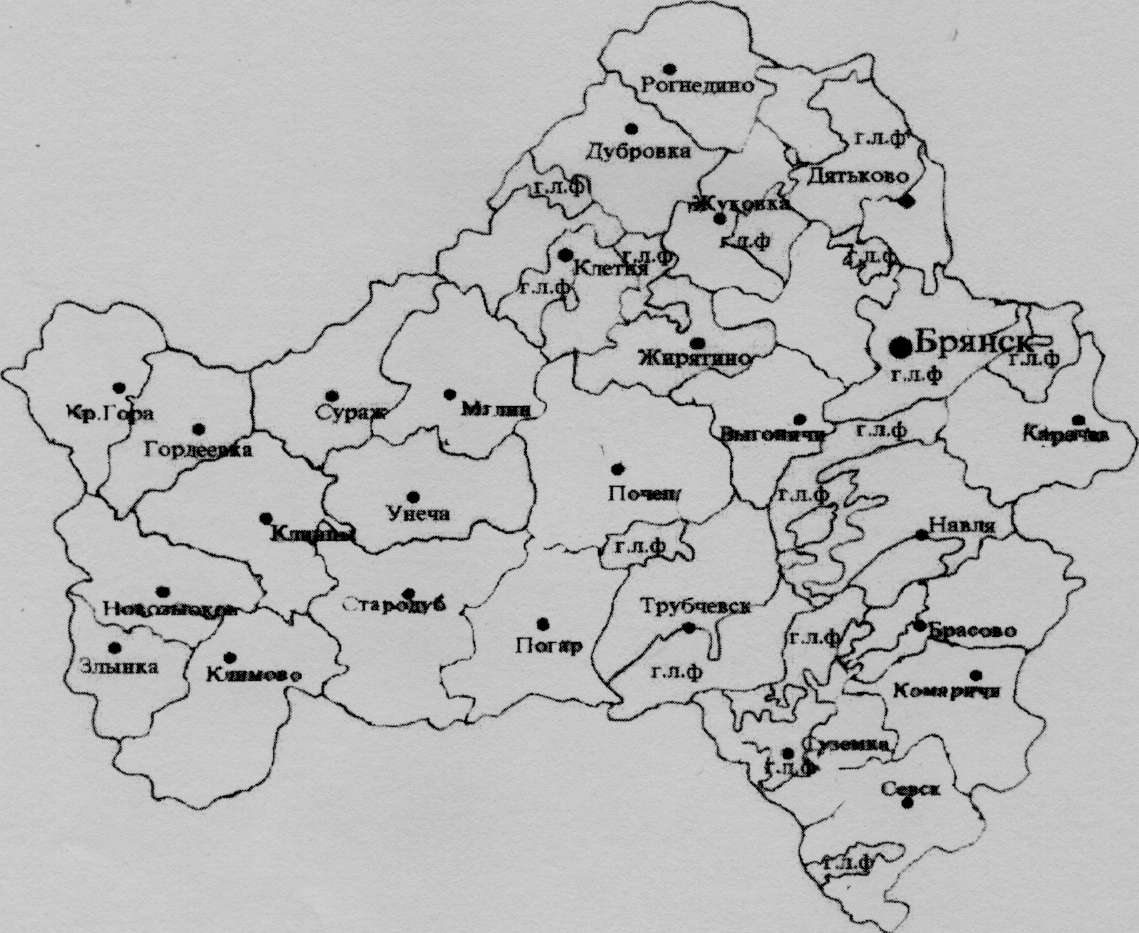 Рогнедино
г.л.ф
Дубровка
Дятьково
г.л.ф
Жуковка
г.л.ф
г.л.ф
г.л.ф
Клетня
г.л.ф
Брянск
г.л.ф
Жирятино
г.л.ф
Кр.Гора
Сураж
Мглин
Выгоничи
г.л.ф
Карачев
Гордеевка
Почеп
г.л.ф
Унеча
Навля
Клинцы
г.л.ф
Новозыбков
Стародуб
Трубчевск
Брасово
г.л.ф
Погар
Злынка
Климово
г.л.ф
Комаричи
Суземка
г.л.ф
Севск
г.л.ф